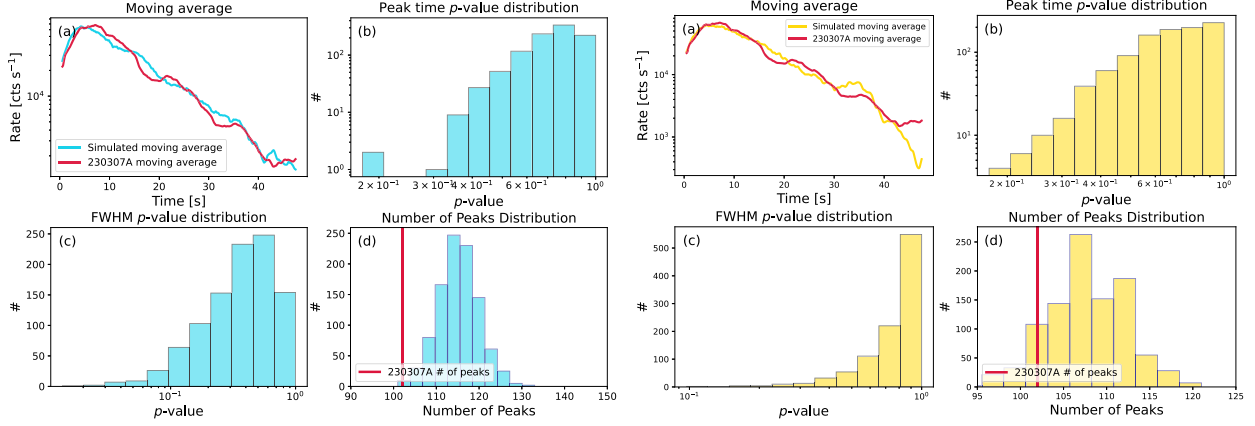 Moving average
(a)
Rate [cts s⁻¹]
10⁴
Simulated moving average
230307A moving average
0 10 20 30 40
Time [s]
Peak time p-value distribution
(b)
#
10² 10¹ 10⁰
2 × 10⁻¹ 3 × 10⁻¹ 4 × 10⁻¹ 6 × 10⁻¹ 10⁰
p-value
FWHM p-value distribution
(c)
#
250 200 150 100 50 0
10⁻¹ 10⁰
p-value
Number of Peaks Distribution
(d)
#
250 200 150 100 50 0
230307A # of peaks
90 100 110 120 130 140 150
Number of Peaks
Moving average
(a)
Rate [cts s⁻¹]
10⁴ 10³
Simulated moving average
230307A moving average
0 10 20 30 40
Time [s]
Peak time p-value distribution
(b)
#
10² 10¹
2 × 10⁻¹ 3 × 10⁻¹ 4 × 10⁻¹ 6 × 10⁻¹ 10⁰
p-value
FWHM p-value distribution
(c)
#
500 400 300 200 100 0
10⁻¹ 10⁰
p-value
Number of Peaks Distribution
(d)
#
250 200 150 100 50 0
230307A # of peaks
95 100 105 110 115 120 125
Number of Peaks